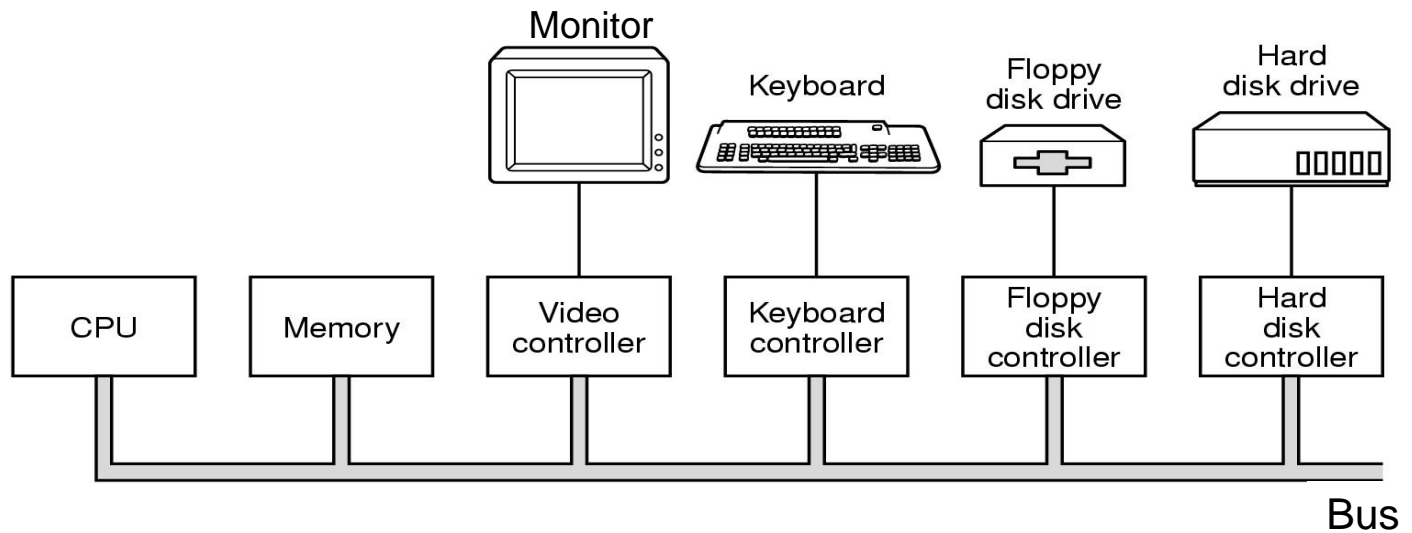 Monitor
Keyboard
Floppy
disk drive
Hard
disk drive
CPU
Memory
Video
controller
Keyboard
controller
Floppy
disk
controller
Hard
disk
controller
Bus